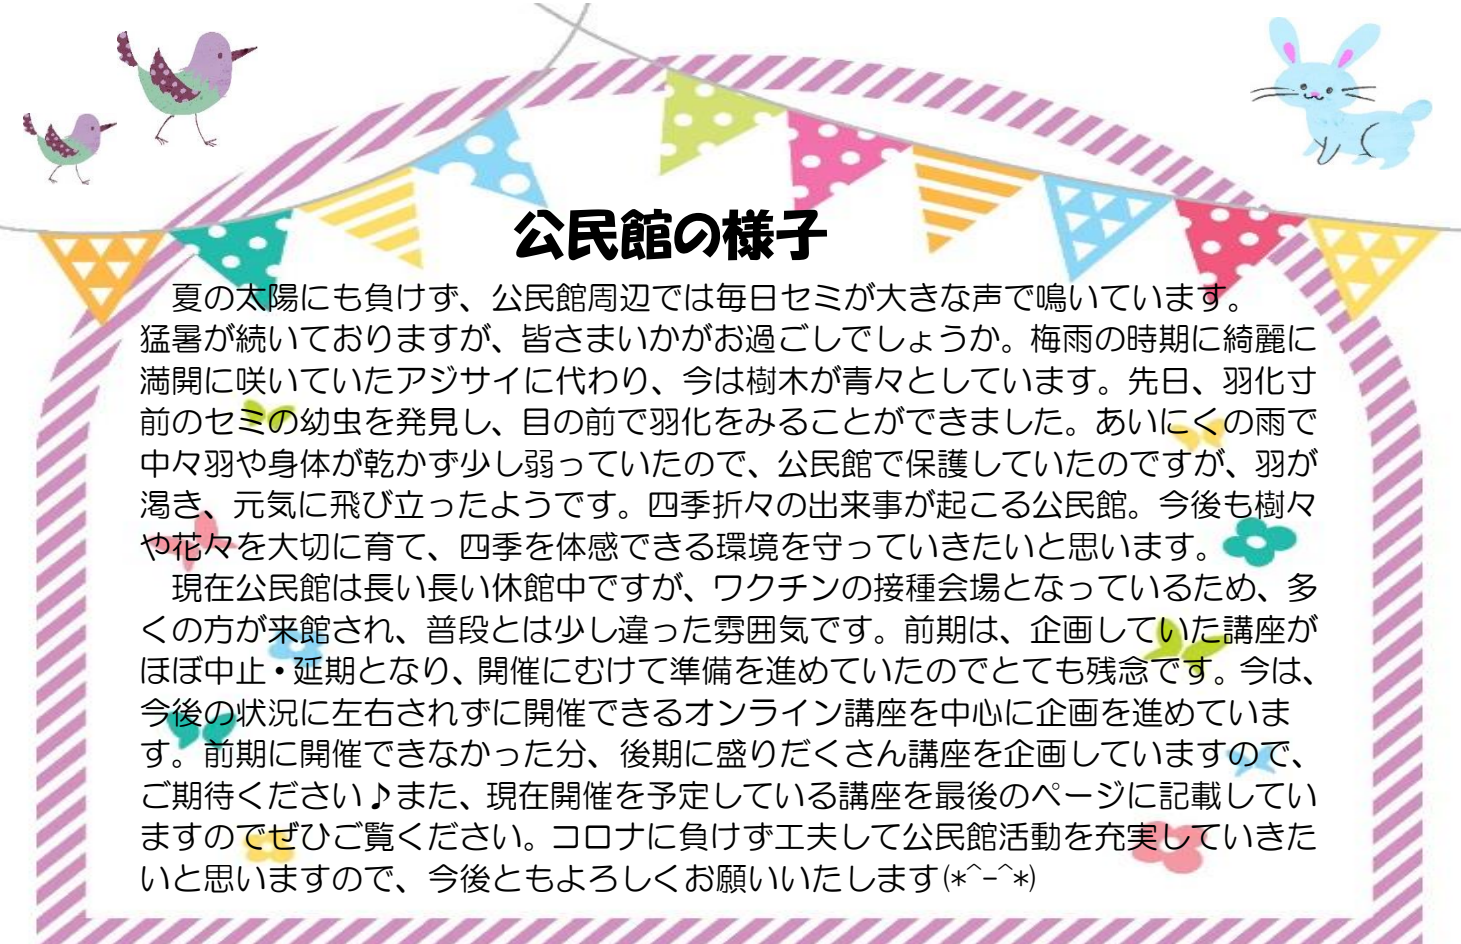 公民館の様子
夏の太陽にも負けず、公民館周辺では毎日セミが大きな声で鳴いています。
猛暑が続いておりますが、皆さまいかがお過ごしでしょうか。梅雨の時期に綺麗に
満開に咲いていたアジサイに代わり、今は樹木が青々としています。先日、羽化寸
前のセミの幼虫を発見し、目の前で羽化をみることができました。あいにくの雨で
中々羽や身体が乾かず少し弱っていたので、公民館で保護していたのですが、羽が
渇き、元気に飛び立ったようです。四季折々の出来事が起こる公民館。今後も樹々
や花々を大切に育て、四季を体感できる環境を守っていきたいと思います。
現在公民館は長い長い休館中ですが、ワクチンの接種会場となっているため、多
くの方が来館され、普段とは少し違った雰囲気です。前期は、企画していた講座が
ほぼ中止・延期となり、開催にむけて準備を進めていたのでとても残念です。今は、
今後の状況に左右されずに開催できるオンライン講座を中心に企画を進めていま
す。前期に開催できなかった分、後期に盛りだくさん講座を企画していますので、
ご期待ください♪また、現在開催を予定している講座を最後のページに記載してい
ますのでぜひご覧ください。コロナに負けず工夫して公民館活動を充実していきた
いと思いますので、今後ともよろしくお願いいたします(*^-^*)